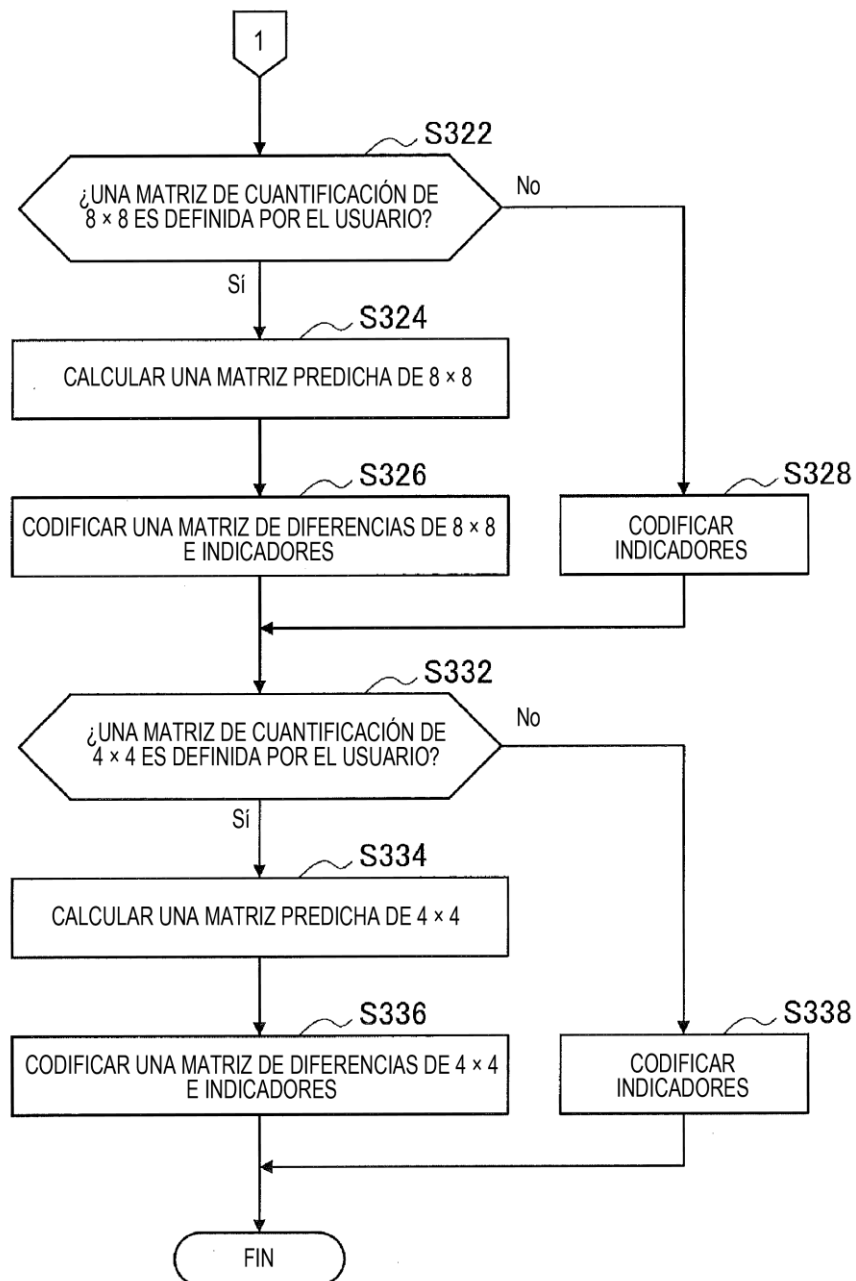 1
S322
¿UNA MATRIZ DE CUANTIFICACIÓN DE
8 × 8 ES DEFINIDA POR EL USUARIO?
No
Sí
S324
CALCULAR UNA MATRIZ PREDICHA DE 8 × 8
S326
CODIFICAR UNA MATRIZ DE DIFERENCIAS DE 8 × 8
E INDICADORES
S328
CODIFICAR
INDICADORES
S332
¿UNA MATRIZ DE CUANTIFICACIÓN DE
4 × 4 ES DEFINIDA POR EL USUARIO?
No
Sí
S334
CALCULAR UNA MATRIZ PREDICHA DE 4 × 4
S336
CODIFICAR UNA MATRIZ DE DIFERENCIAS DE 4 × 4
E INDICADORES
S338
CODIFICAR
INDICADORES
FIN